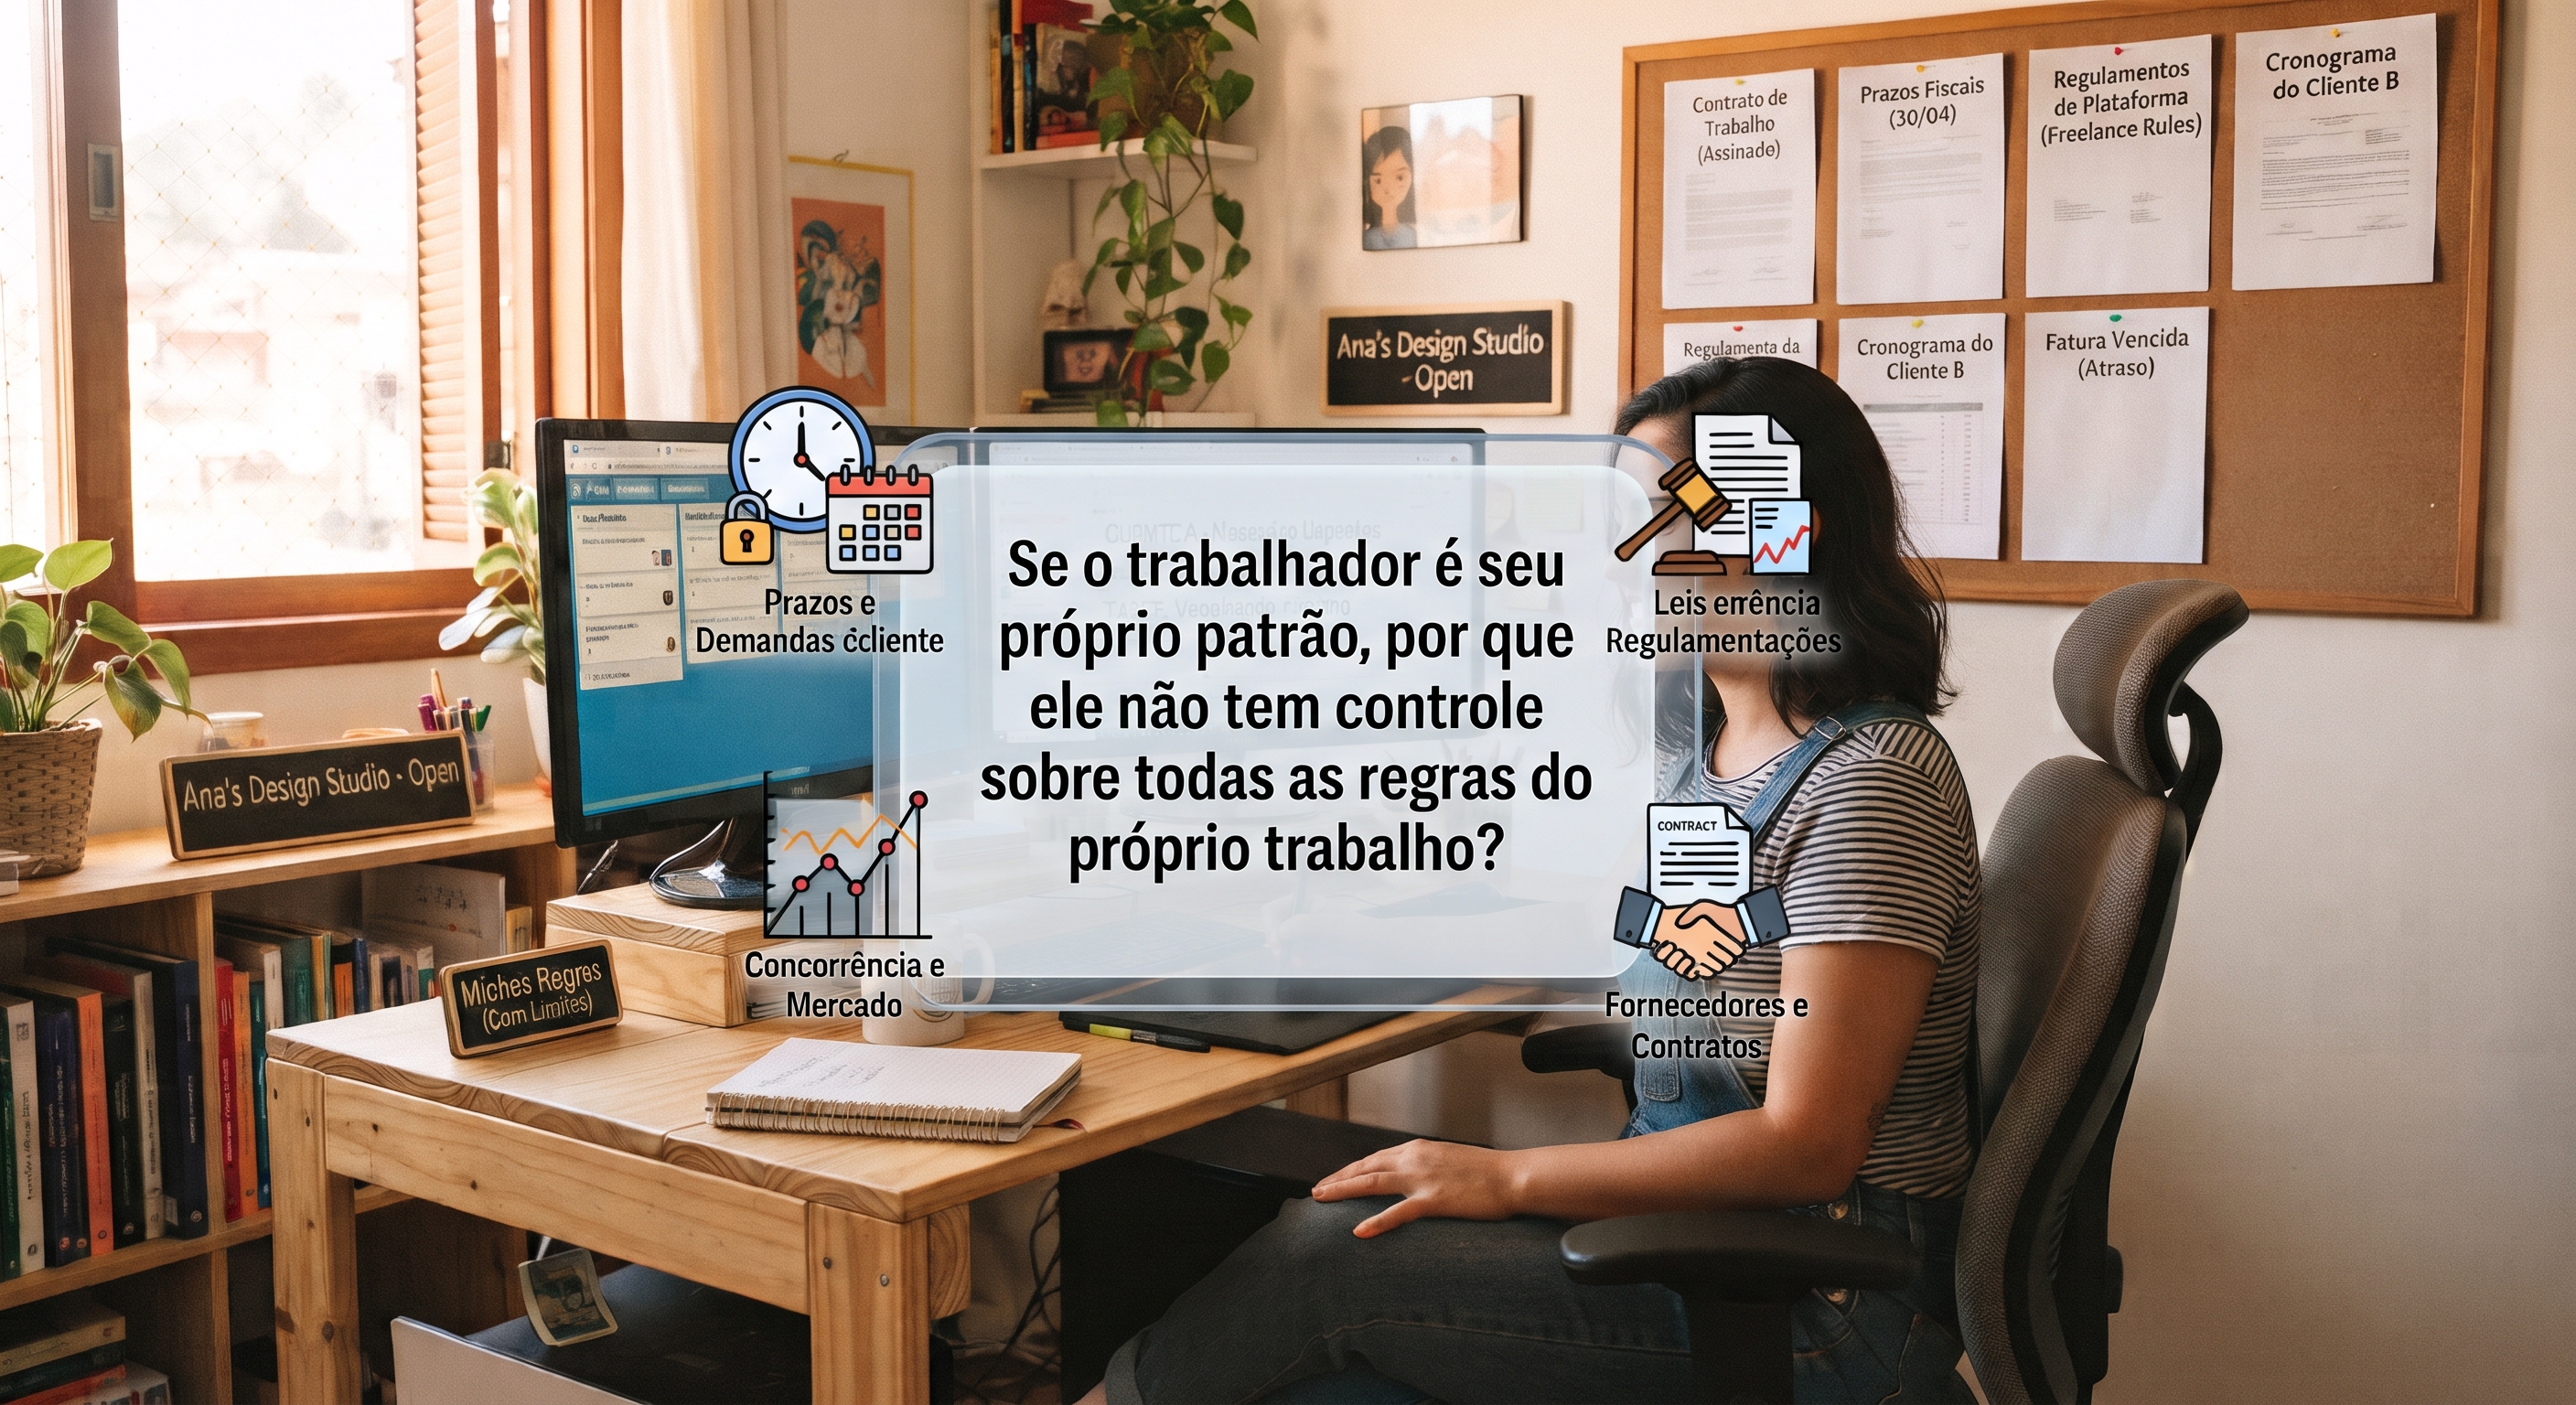 Contrato de
Trabalho
(Assinade)
Prazos Fiscais
(30/04)
Regulamentos
de Plataforma
(Freelance Rules)
Cronograma
do Cliente B
Regulamenta da
Cronograma do
Cliente B
Fatura Vencida
(Atraso)
Ana's Design Studio
- Open
Prazos e
Demandas ċcliente
Leis errência
Regulamentações
Se o trabalhador é seu
próprio patrão, por que
ele não tem controle
sobre todas as regras do
próprio trabalho?
Ana's Design Studio - Open
Concorrência e
Mercado
CONTRACT
Fornecedores e
Contratos
Miches Regres
(Com Limites)